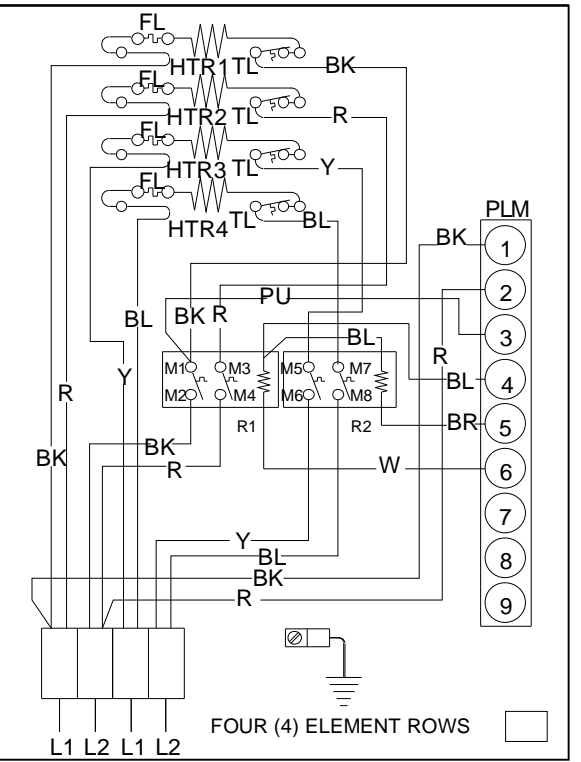 FL
HTR1 TL BK
FL
HTR2 TL R
FL
HTR3 TL Y
FL
HTR4 TL BL
PLM
BK 1
2
PU 3
BL BK R
BL R
Y M1 M3 M5 M7 BL 4
R M2 M4 M6 M8
R1 R2 BR 5
BK BK
R W 6
7
Y
BL 8
BK
R 9
L1 L2 L1 L2
FOUR (4) ELEMENT ROWS